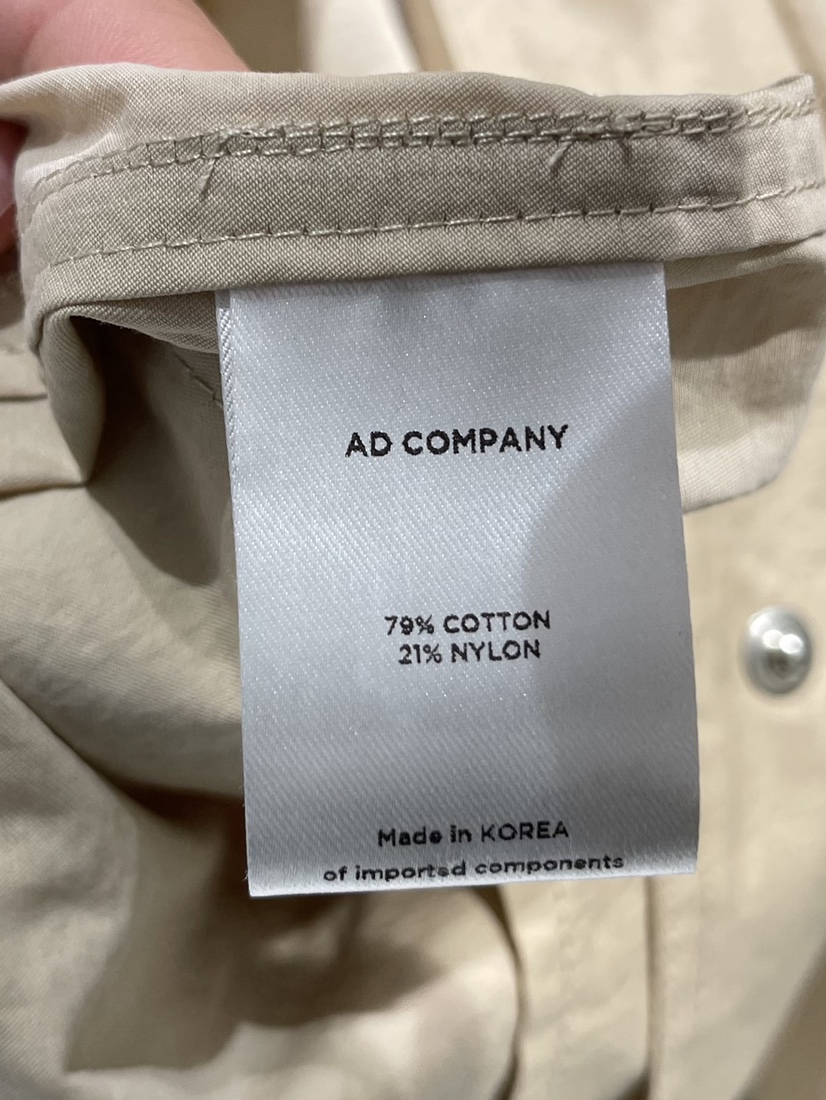 AD COMPANY
79% COTTON
21% NYLON
Made in KOREA
of imported components